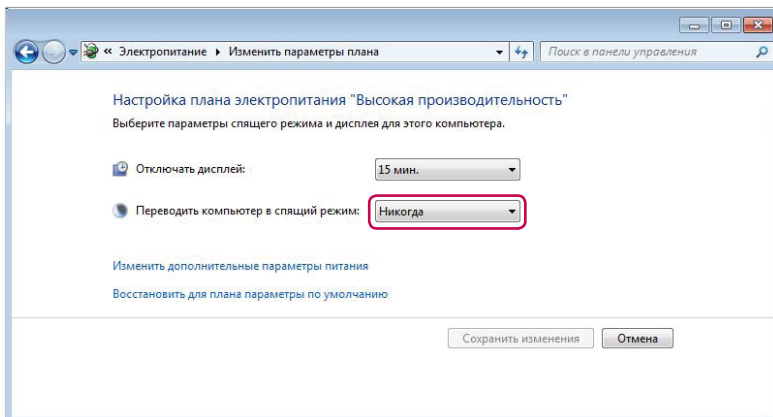 « Электропитание ▸ Изменить параметры плана
Поиск в панели управления
Настройка плана электропитания "Высокая производительность"
Выберите параметры спящего режима и дисплея для этого компьютера.
Отключать дисплей: 15 мин.
Переводить компьютер в спящий режим: Никогда
Изменить дополнительные параметры питания
Восстановить для плана параметры по умолчанию
Сохранить изменения Отмена